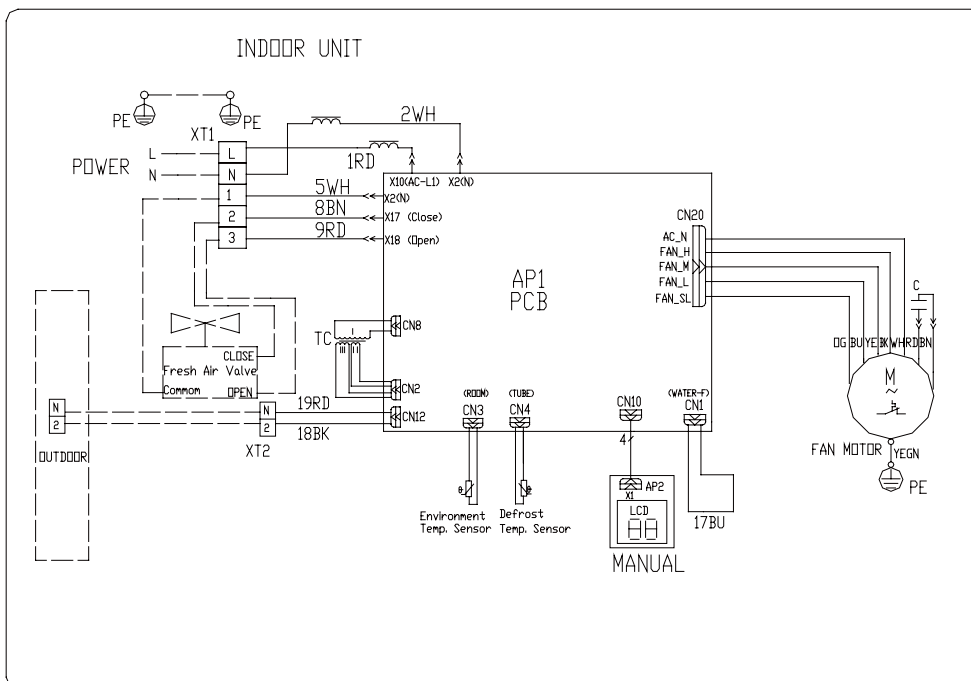 INDOOR UNIT
PE PE
XT1
2WH
POWER L L
N N
1RD
X10(AC-L1) X2(N)
1 5WH X2(N)
2 8BN X17 (Close)
3 9RD X18 (Open)
CN20
AC_N
FAN_H
FAN_M
FAN_L
FAN_SL
AP1
PCB
C
TC
I
III II
CN8
CN2
CN12
CLOSE
Fresh Air Valve
Commom OPEN
OG BU YE BK WH RD BN
M
~
FAN MOTOR
YEGN
PE
N
2
OUTDOOR
N 19RD
2 18BK
XT2
(ROOM) (TUBE) (WATER-F)
CN3 CN4 CN10 CN1
4
θ
Environment
Temp. Sensor
Defrost
Temp. Sensor
AP2
X1
LCD
88
MANUAL
17BU